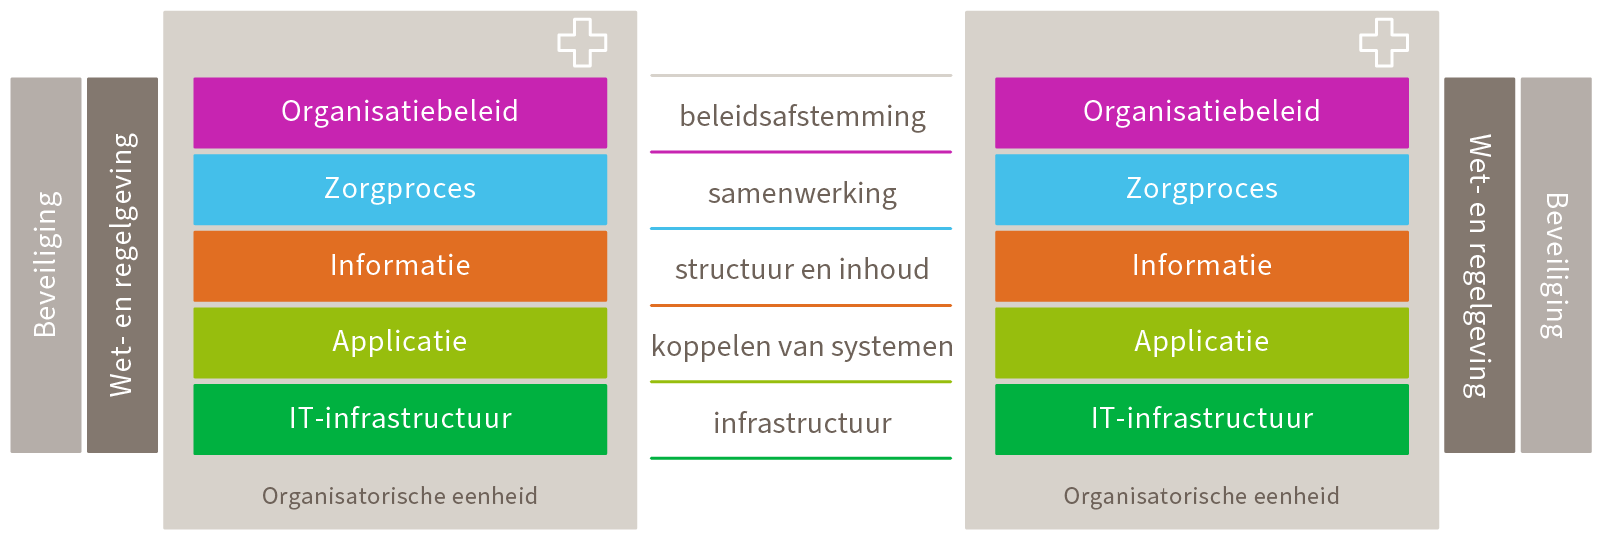 Beveiliging
Wet- en regelgeving
Organisatiebeleid
Zorgproces
Informatie
Applicatie
IT-infrastructuur
Organisatorische eenheid
beleidsafstemming
samenwerking
structuur en inhoud
koppelen van systemen
infrastructuur
Organisatiebeleid
Zorgproces
Informatie
Applicatie
IT-infrastructuur
Organisatorische eenheid
Wet- en regelgeving
Beveiliging